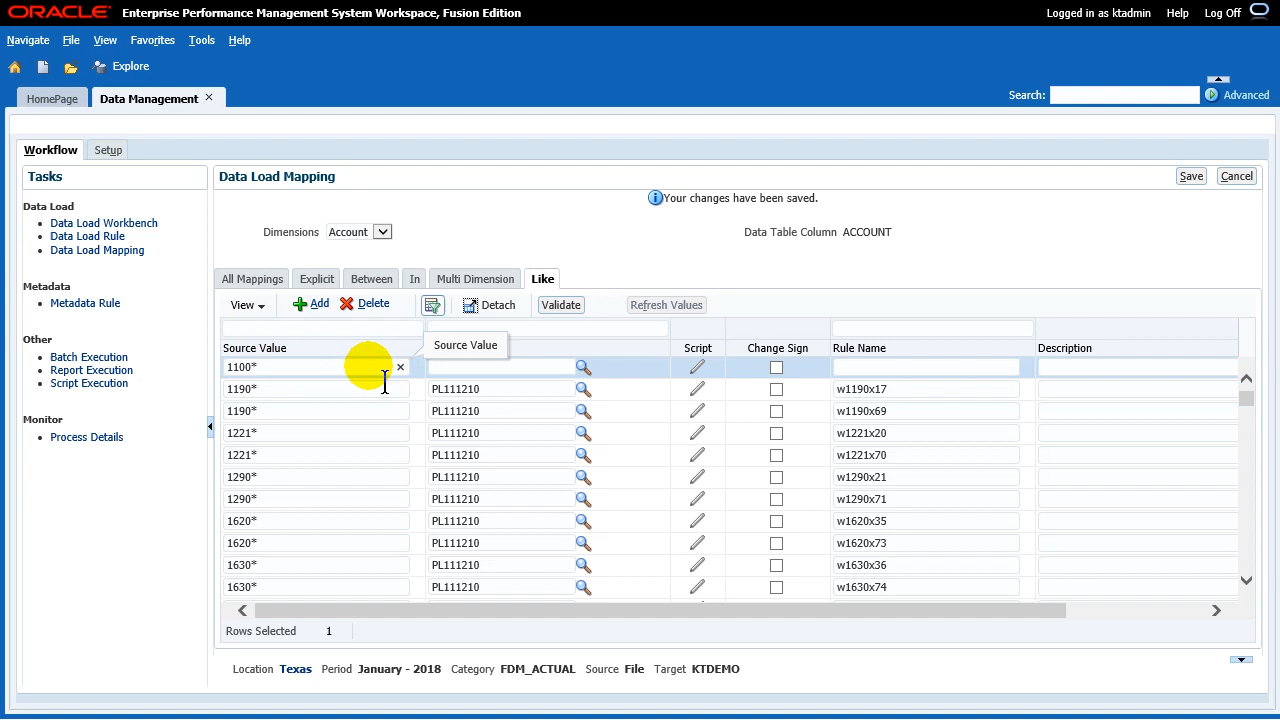 ORACLE Enterprise Performance Management System Workspace, Fusion Edition Logged in as ktadmin Help Log Off
Navigate File View Favorites Tools Help
Explore
HomePage Data Management Search: Advanced
Workflow Setup
Tasks
Data Load
Data Load Workbench
Data Load Rule
Data Load Mapping
Metadata
Metadata Rule
Other
Batch Execution
Report Execution
Script Execution
Monitor
Process Details
Data Load Mapping Save Cancel
Your changes have been saved.
Dimensions Account Data Table Column ACCOUNT
All Mappings Explicit Between In Multi Dimension Like
View Add Delete Detach Validate Refresh Values
Source Value Source Value Script Change Sign Rule Name Description
1100*
1190* PL111210 w1190x17
1190* PL111210 w1190x69
1221* PL111210 w1221x20
1221* PL111210 w1221x70
1290* PL111210 w1290x21
1290* PL111210 w1290x71
1620* PL111210 w1620x35
1620* PL111210 w1620x73
1630* PL111210 w1630x36
1630* PL111210 w1630x74
Rows Selected 1
Location Texas Period January - 2018 Category FDM_ACTUAL Source File Target KTDEMO